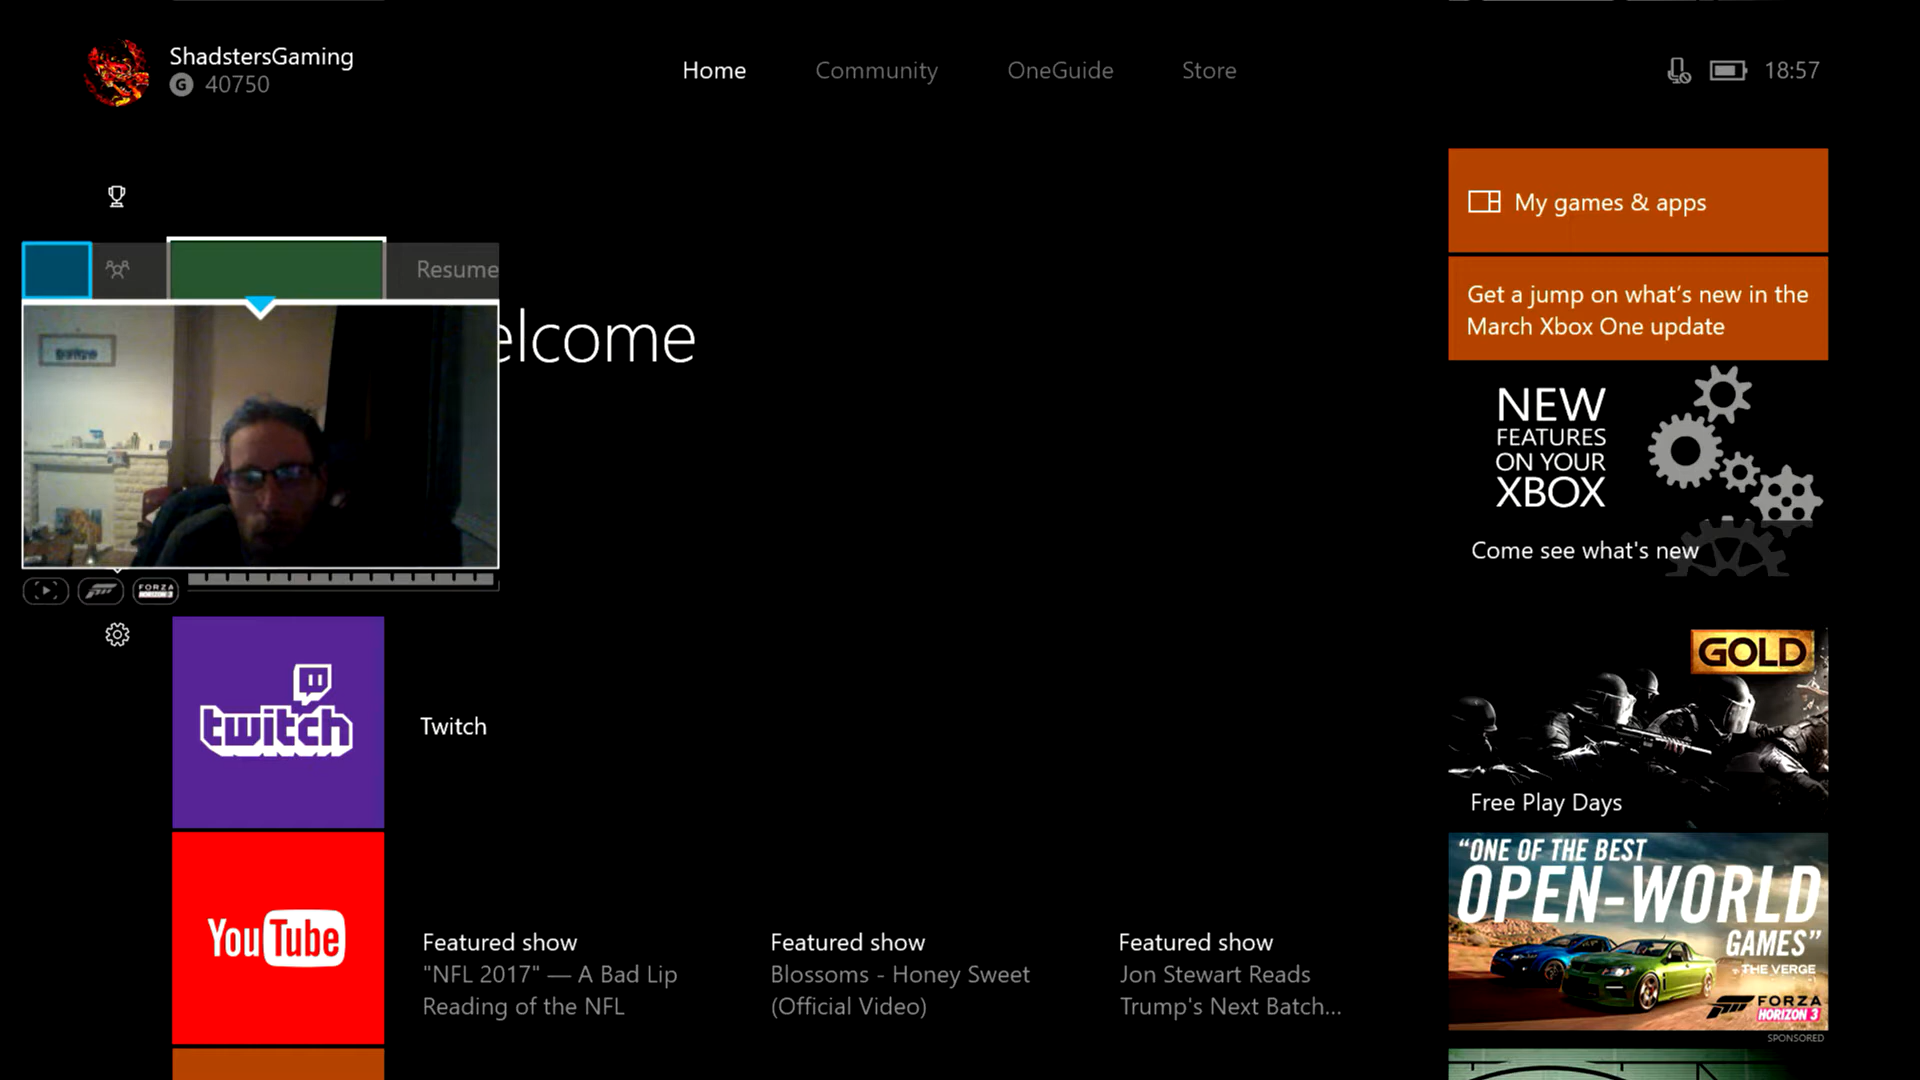 ShadstersGaming
G 40750
Home
Community
OneGuide
Store
18:57
Resume
elcome
FORZA
HORIZON 3
twitch
Twitch
YouTube
Featured show
"NFL 2017" — A Bad Lip
Reading of the NFL
Featured show
Blossoms - Honey Sweet
(Official Video)
Featured show
Jon Stewart Reads
Trump's Next Batch...
My games & apps
Get a jump on what's new in the
March Xbox One update
NEW
FEATURES
ON YOUR
XBOX
Come see what's new
GOLD
Free Play Days
“ONE OF THE BEST
OPEN-WORLD
GAMES”
- THE VERGE
FORZA
HORIZON 3
SPONSORED